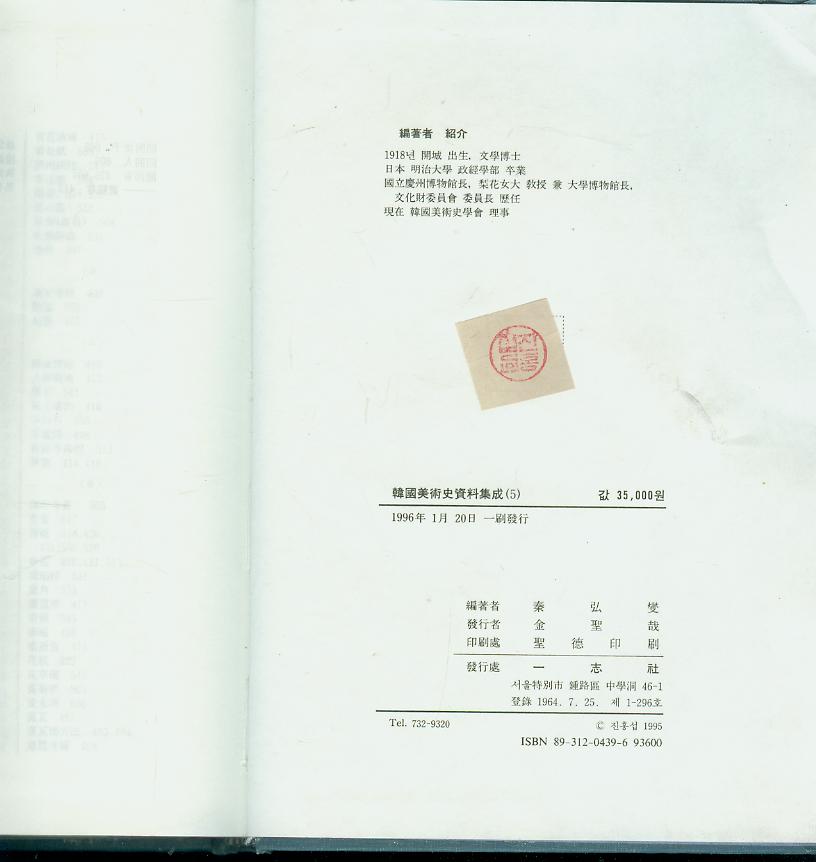 編著者 紹介
1918년 開城 出生, 文學博士
日本 明治大學 政經學部 卒業
國立慶州博物館長, 梨花女大 敎授 兼 大學博物館長,
文化財委員會 委員長 歷任
現在 韓國美術史學會 理事
韓國美術史資料集成(5) 값 35,000원
1996年 1月 20日 一刷發行
編著者 秦弘燮
發行者 金聖哉
印刷處 聖德印刷
發行處 一志社
서울特別市 鍾路區 中學洞 46-1
登錄 1964. 7. 25. 제 1-296호
Tel. 732-9320 © 진홍섭 1995
ISBN 89-312-0439-6 93600